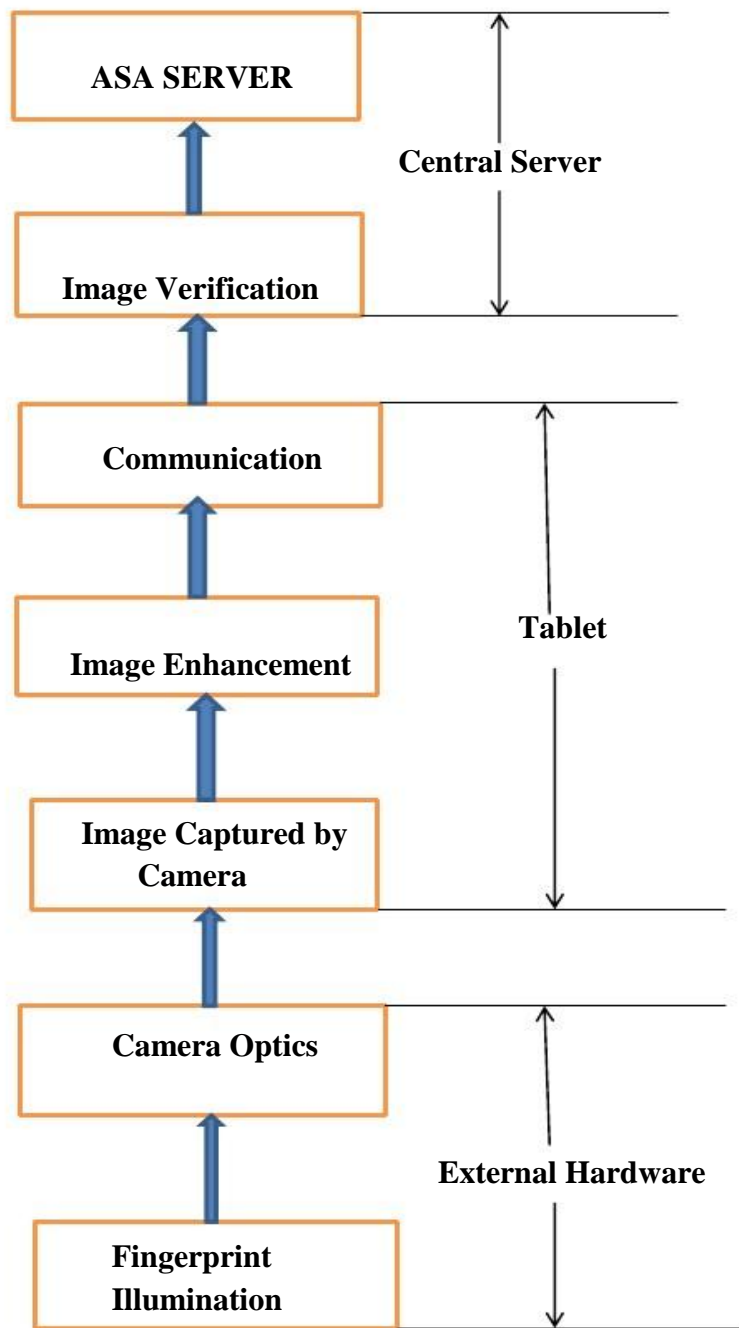 ASA SERVER
Central Server
Image Verification
Communication
Tablet
Image Enhancement
Image Captured by
Camera
Camera Optics
External Hardware
Fingerprint
Illumination